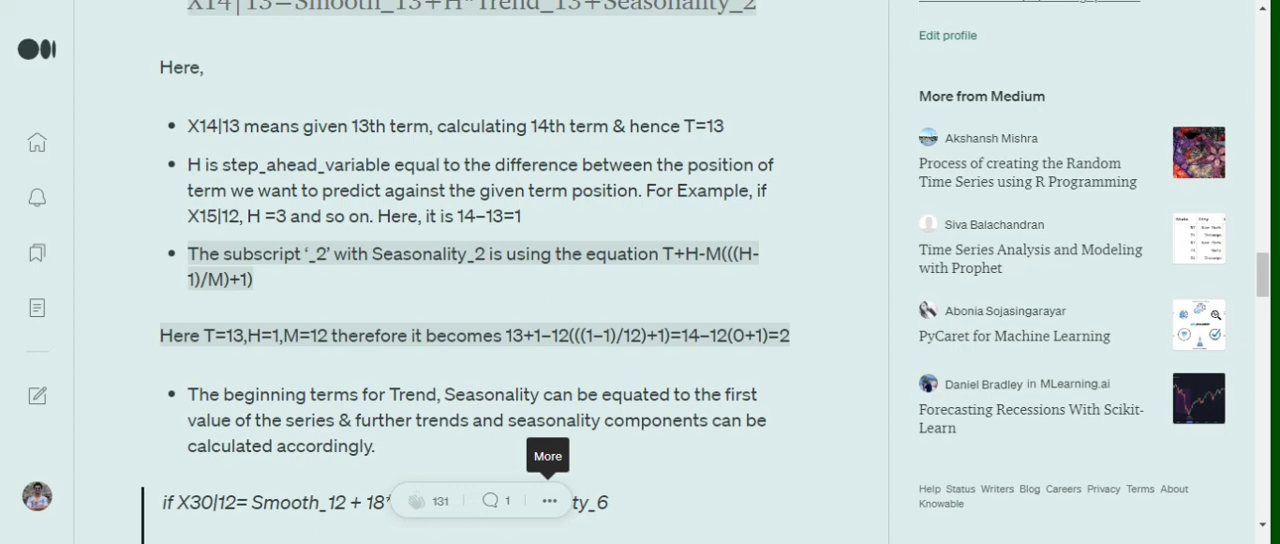 X14|13=Smooth_13+H*Trend_13+Seasonality_2
Here,
• X14|13 means given 13th term, calculating 14th term & hence T=13
• H is step_ahead_variable equal to the difference between the position of
term we want to predict against the given term position. For Example, if
X15|12, H =3 and so on. Here, it is 14–13=1
• The subscript ‘_2’ with Seasonality_2 is using the equation T+H-M(((H-
1)/M)+1)
Here T=13,H=1,M=12 therefore it becomes 13+1–12(((1–1)/12)+1)=14–12(0+1)=2
• The beginning terms for Trend, Seasonality can be equated to the first
value of the series & further trends and seasonality components can be
calculated accordingly.
More
if X30|12= Smooth_12 + 18*
ty_6
131
1
Edit profile
More from Medium
Akshansh Mishra
Process of creating the Random
Time Series using R Programming
Siva Balachandran
Time Series Analysis and Modeling
with Prophet
Abonia Sojasingarayar
PyCaret for Machine Learning
Daniel Bradley in MLearning.ai
Forecasting Recessions With Scikit-
Learn
Help Status Writers Blog Careers Privacy Terms About
Knowable